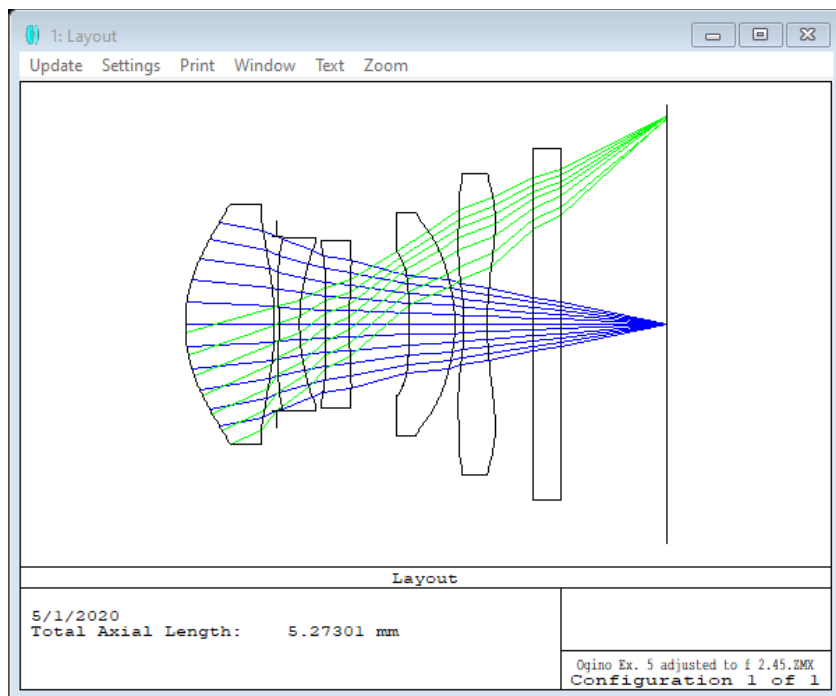 1: Layout
Update Settings Print Window Text Zoom
Layout
5/1/2020
Total Axial Length: 5.27301 mm
Ogino Ex. 5 adjusted to f 2.45.ZMX
Configuration 1 of 1